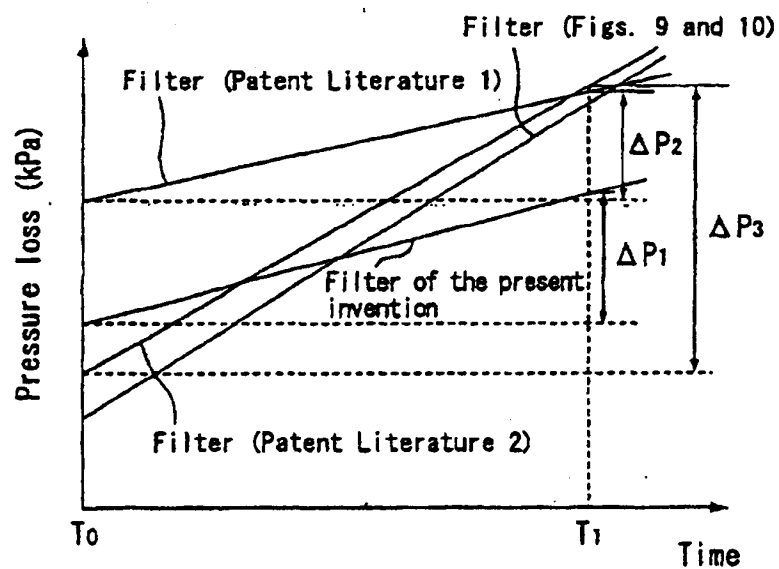 Filter (Figs. 9 and 10)
Filter (Patent Literature 1)
Pressure loss (kPa)
ΔP2
ΔP3
ΔP1
Filter of the present
invention
Filter (Patent Literature 2)
T0
T1
Time